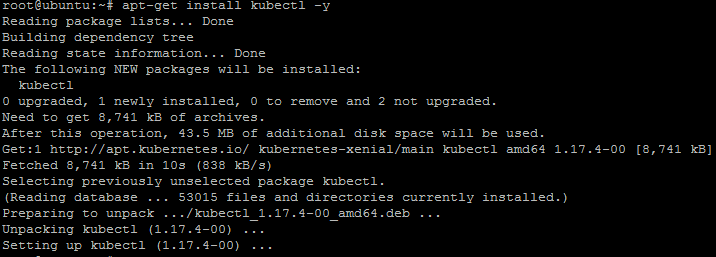 root@ubuntu:~# apt-get install kubectl -y
Reading package lists... Done
Building dependency tree
Reading state information... Done
The following NEW packages will be installed:
  kubectl
0 upgraded, 1 newly installed, 0 to remove and 2 not upgraded.
Need to get 8,741 kB of archives.
After this operation, 43.5 MB of additional disk space will be used.
Get:1 http://apt.kubernetes.io/ kubernetes-xenial/main kubectl amd64 1.17.4-00 [8,741 kB]
Fetched 8,741 kB in 10s (838 kB/s)
Selecting previously unselected package kubectl.
(Reading database ... 53015 files and directories currently installed.)
Preparing to unpack .../kubectl_1.17.4-00_amd64.deb ...
Unpacking kubectl (1.17.4-00) ...
Setting up kubectl (1.17.4-00) ...